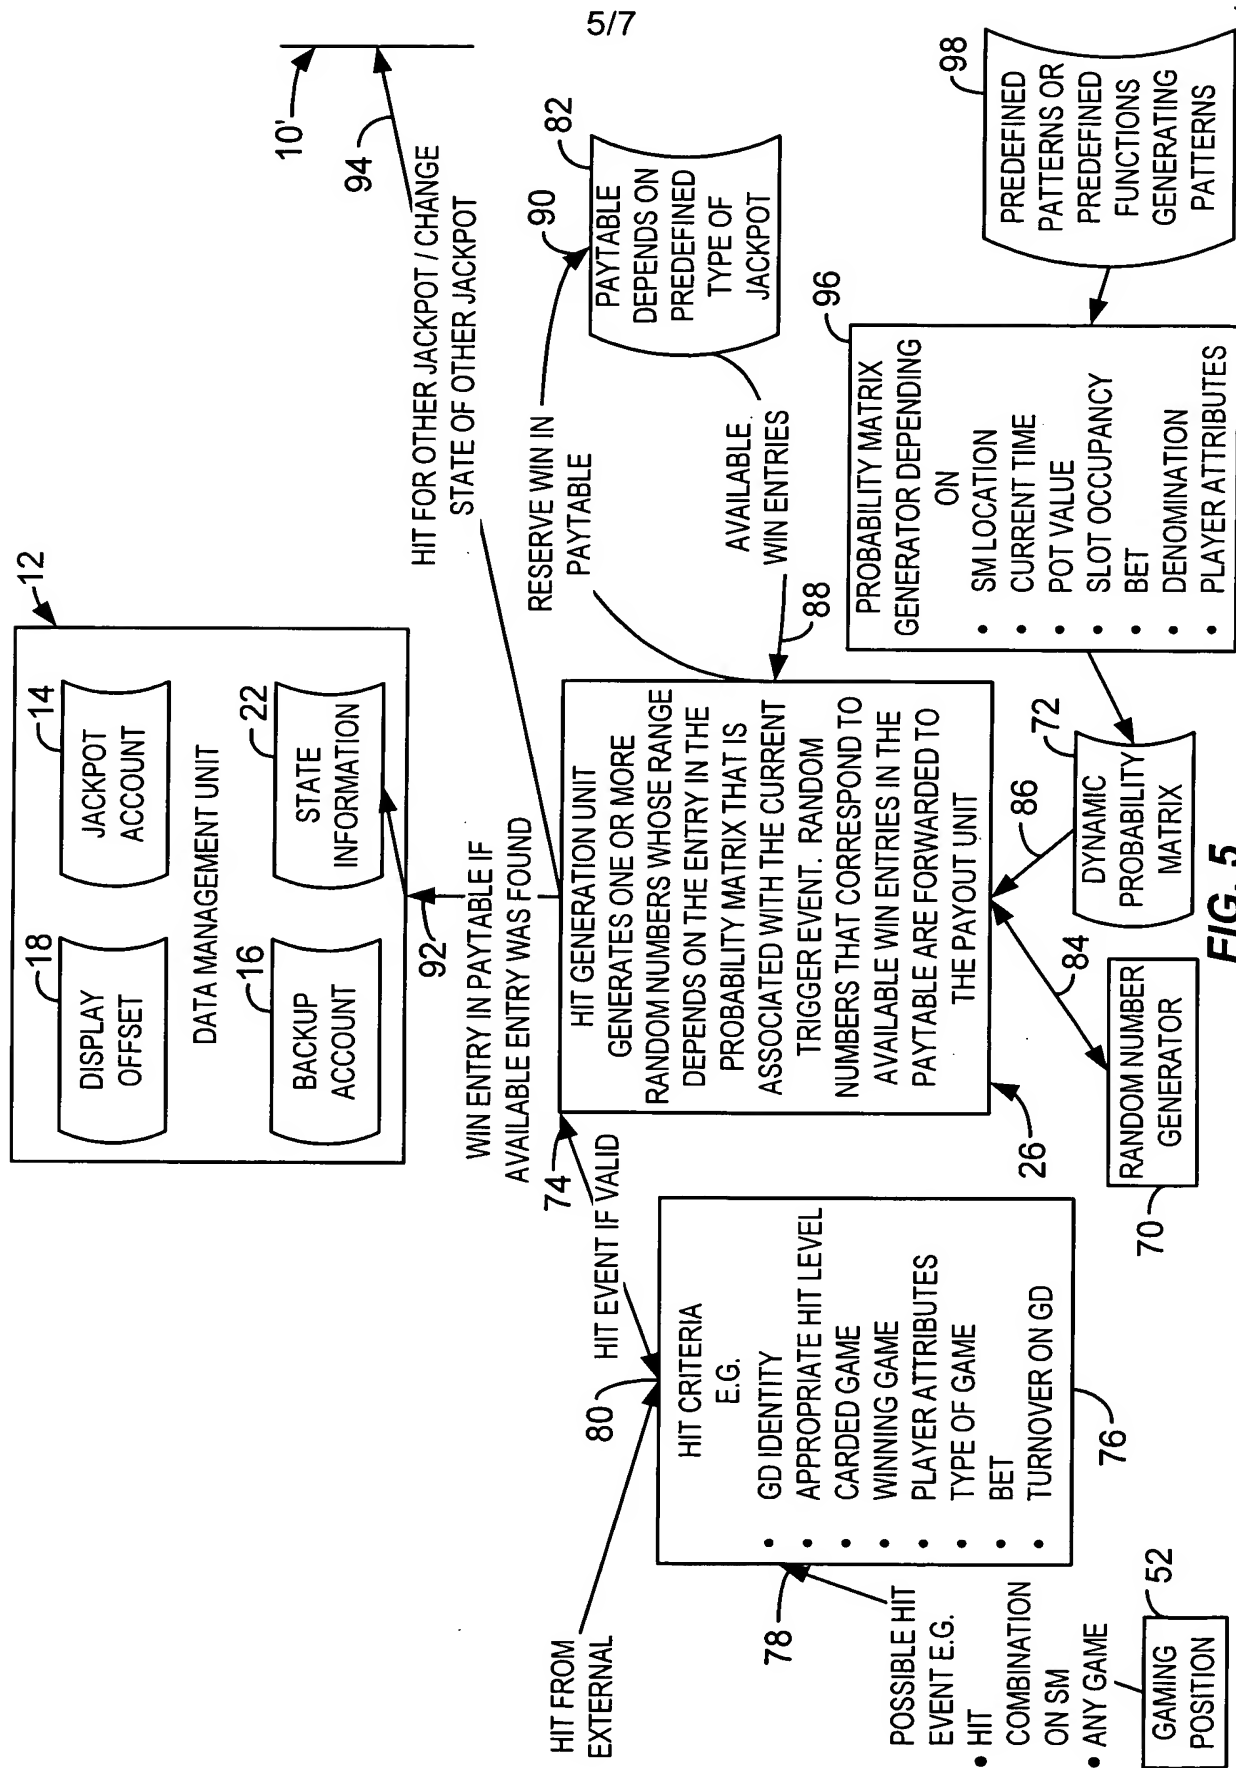 5/7
12
DISPLAY
OFFSET
18
JACKPOT
ACCOUNT
14
DATA MANAGEMENT UNIT
BACKUP
ACCOUNT
16
STATE
INFORMATION
22
10'
94
HIT FOR OTHER JACKPOT / CHANGE
STATE OF OTHER JACKPOT
92
WIN ENTRY IN PAYTABLE IF
AVAILABLE ENTRY WAS FOUND
RESERVE WIN IN
PAYTABLE
90
82
PAYTABLE
DEPENDS ON
PREDEFINED
TYPE OF
JACKPOT
AVAILABLE
WIN ENTRIES
88
HIT FROM
EXTERNAL
80
HIT EVENT IF VALID
74
HIT GENERATION UNIT
GENERATES ONE OR MORE
RANDOM NUMBERS WHOSE RANGE
DEPENDS ON THE ENTRY IN THE
PROBABILITY MATRIX THAT IS
ASSOCIATED WITH THE CURRENT
TRIGGER EVENT. RANDOM
NUMBERS THAT CORRESPOND TO
AVAILABLE WIN ENTRIES IN THE
PAYTABLE ARE FORWARDED TO
THE PAYOUT UNIT
26
HIT CRITERIA
E.G.
• GD IDENTITY
• APPROPRIATE HIT LEVEL
• CARDED GAME
• WINNING GAME
• PLAYER ATTRIBUTES
• TYPE OF GAME
• BET
• TURNOVER ON GD
76
78
POSSIBLE HIT
EVENT E.G.
• HIT
COMBINATION
ON SM
• ANY GAME
52
GAMING
POSITION
70
RANDOM NUMBER
GENERATOR
84
86
72
DYNAMIC
PROBABILITY
MATRIX
96
PROBABILITY MATRIX
GENERATOR DEPENDING
ON
• SM LOCATION
• CURRENT TIME
• POT VALUE
• SLOT OCCUPANCY
• BET
• DENOMINATION
• PLAYER ATTRIBUTES
98
PREDEFINED
PATTERNS OR
PREDEFINED
FUNCTIONS
GENERATING
PATTERNS
FIG. 5